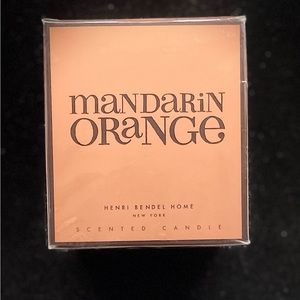 MANDARiN
ORANGE
HENRI BENDEL HOME
NEW YORK
SCENTED CANDLE